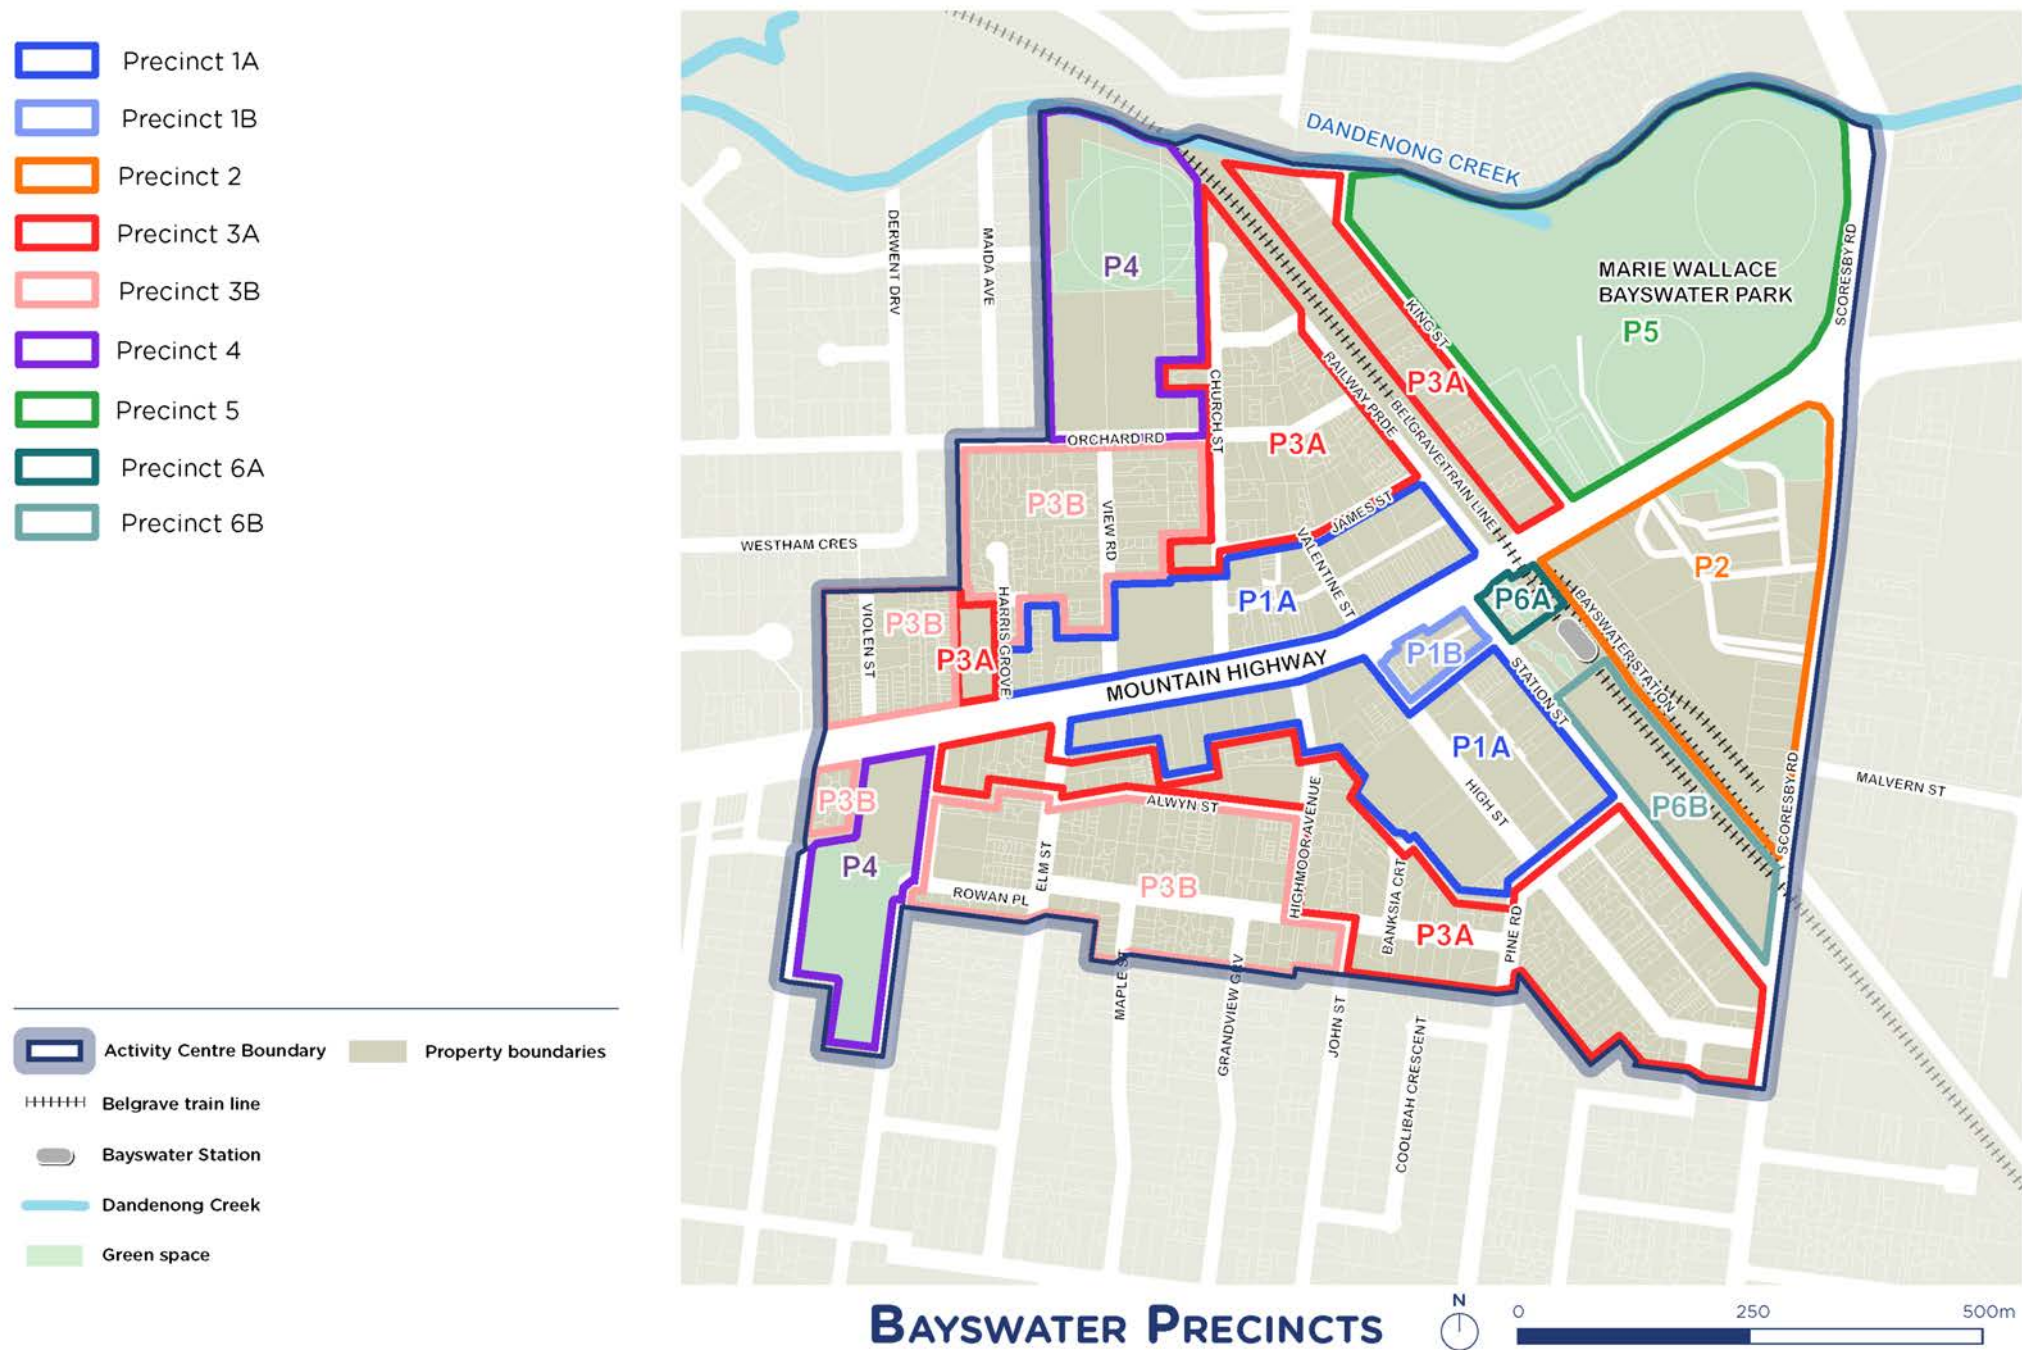 Precinct 1A
Precinct 1B
Precinct 2
Precinct 3A
Precinct 3B
Precinct 4
Precinct 5
Precinct 6A
Precinct 6B
Activity Centre Boundary
Property boundaries
Belgrave train line
Bayswater Station
Dandenong Creek
Green space
DANDENONG CREEK
DERWENT DRV
MAIDA AVE
P4
MARIE WALLACE
BAYSWATER PARK
P5
SCORESBY RD
KING ST
P3A
RAILWAY PRDE
BELGRAVE TRAIN LINE
CHURCH ST
ORCHARD RD
P3A
P3B
VIEW RD
JAMES ST
VALENTINE ST
WESTHAM CRES
P2
P1A
P6A
HARRIS GROVE
VIOLEN ST
P3B
P3A
P1B
BAYSWATER STATION
MOUNTAIN HIGHWAY
STATION ST
P1A
P3B
ALWYN ST
HIGHMOOR AVENUE
HIGH ST
P6B
SCORESBY RD
MALVERN ST
P4
ELM ST
ROWAN PL
P3B
BANKSIA CRT
P3A
PINE RD
MAPLE ST
GRANDVIEW GRV
JOHN ST
COOLIBAH CRESCENT
BAYSWATER PRECINCTS
N
0 250 500m